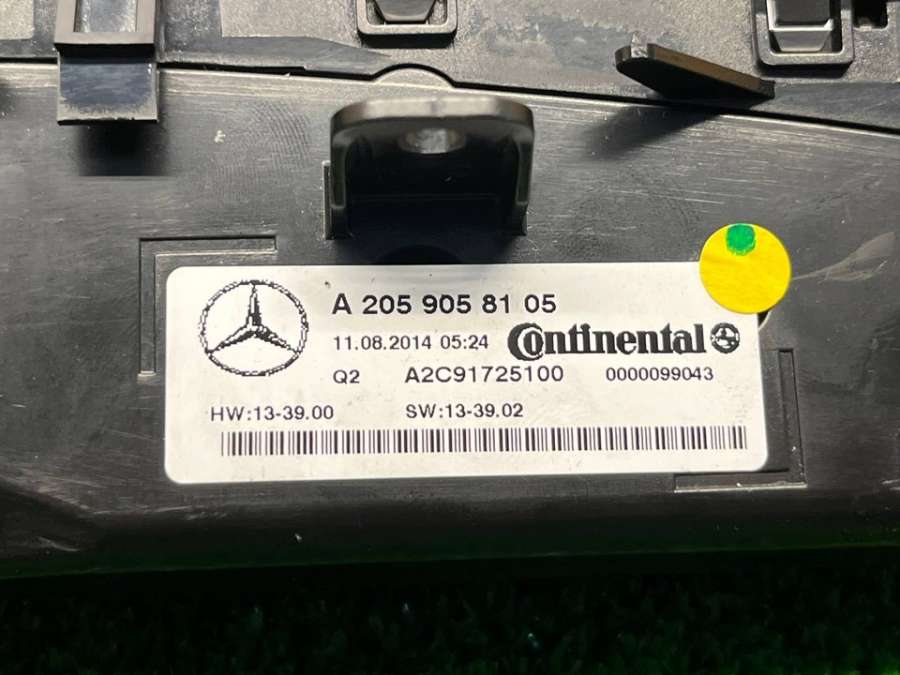 A 205 905 81 05
11.08.2014 05:24 Continental
Q2 A2C91725100 0000099043
HW:13-39.00 SW:13-39.02